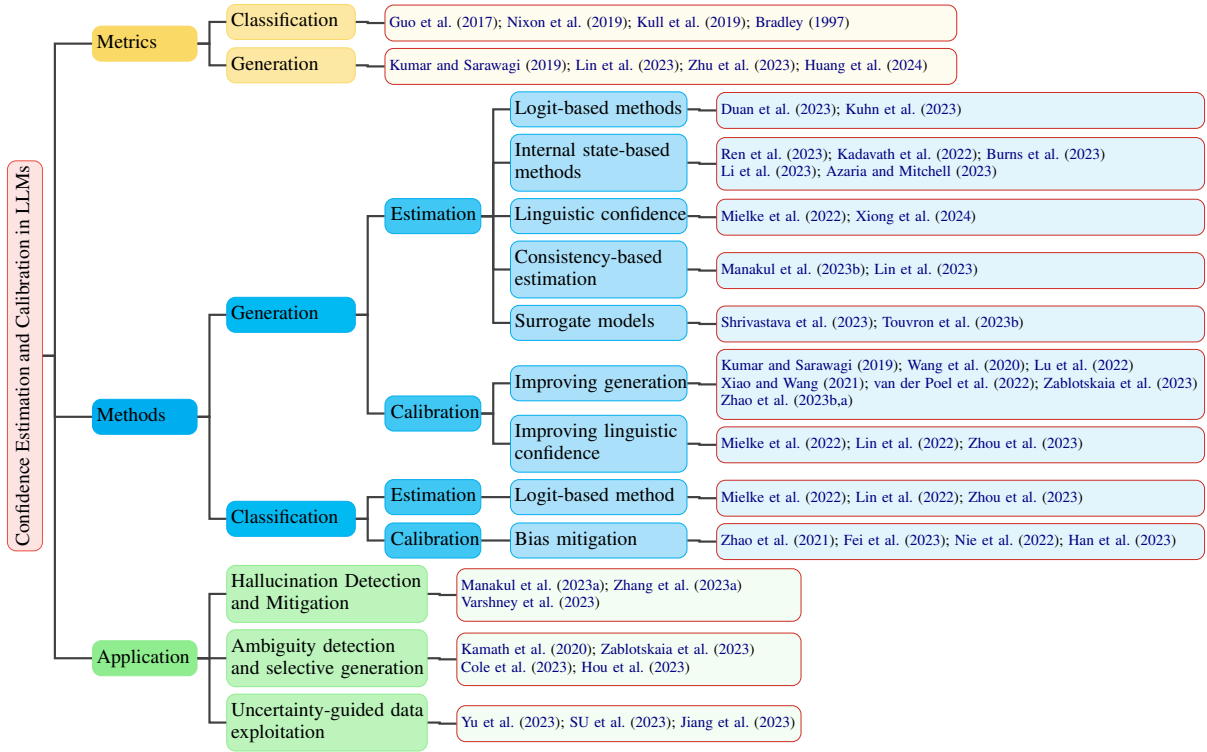 Confidence Estimation and Calibration in LLMs
Metrics
Classification
Guo et al. (2017); Nixon et al. (2019); Kull et al. (2019); Bradley (1997)
Generation
Kumar and Sarawagi (2019); Lin et al. (2023); Zhu et al. (2023); Huang et al. (2024)
Methods
Generation
Estimation
Logit-based methods
Duan et al. (2023); Kuhn et al. (2023)
Internal state-based
methods
Ren et al. (2023); Kadavath et al. (2022); Burns et al. (2023)
Li et al. (2023); Azaria and Mitchell (2023)
Linguistic confidence
Mielke et al. (2022); Xiong et al. (2024)
Consistency-based
estimation
Manakul et al. (2023b); Lin et al. (2023)
Surrogate models
Shrivastava et al. (2023); Touvron et al. (2023b)
Calibration
Improving generation
Kumar and Sarawagi (2019); Wang et al. (2020); Lu et al. (2022)
Xiao and Wang (2021); van der Poel et al. (2022); Zablotskaia et al. (2023)
Zhao et al. (2023b,a)
Improving linguistic
confidence
Mielke et al. (2022); Lin et al. (2022); Zhou et al. (2023)
Classification
Estimation
Logit-based method
Mielke et al. (2022); Lin et al. (2022); Zhou et al. (2023)
Calibration
Bias mitigation
Zhao et al. (2021); Fei et al. (2023); Nie et al. (2022); Han et al. (2023)
Application
Hallucination Detection
and Mitigation
Manakul et al. (2023a); Zhang et al. (2023a)
Varshney et al. (2023)
Ambiguity detection
and selective generation
Kamath et al. (2020); Zablotskaia et al. (2023)
Cole et al. (2023); Hou et al. (2023)
Uncertainty-guided data
exploitation
Yu et al. (2023); SU et al. (2023); Jiang et al. (2023)